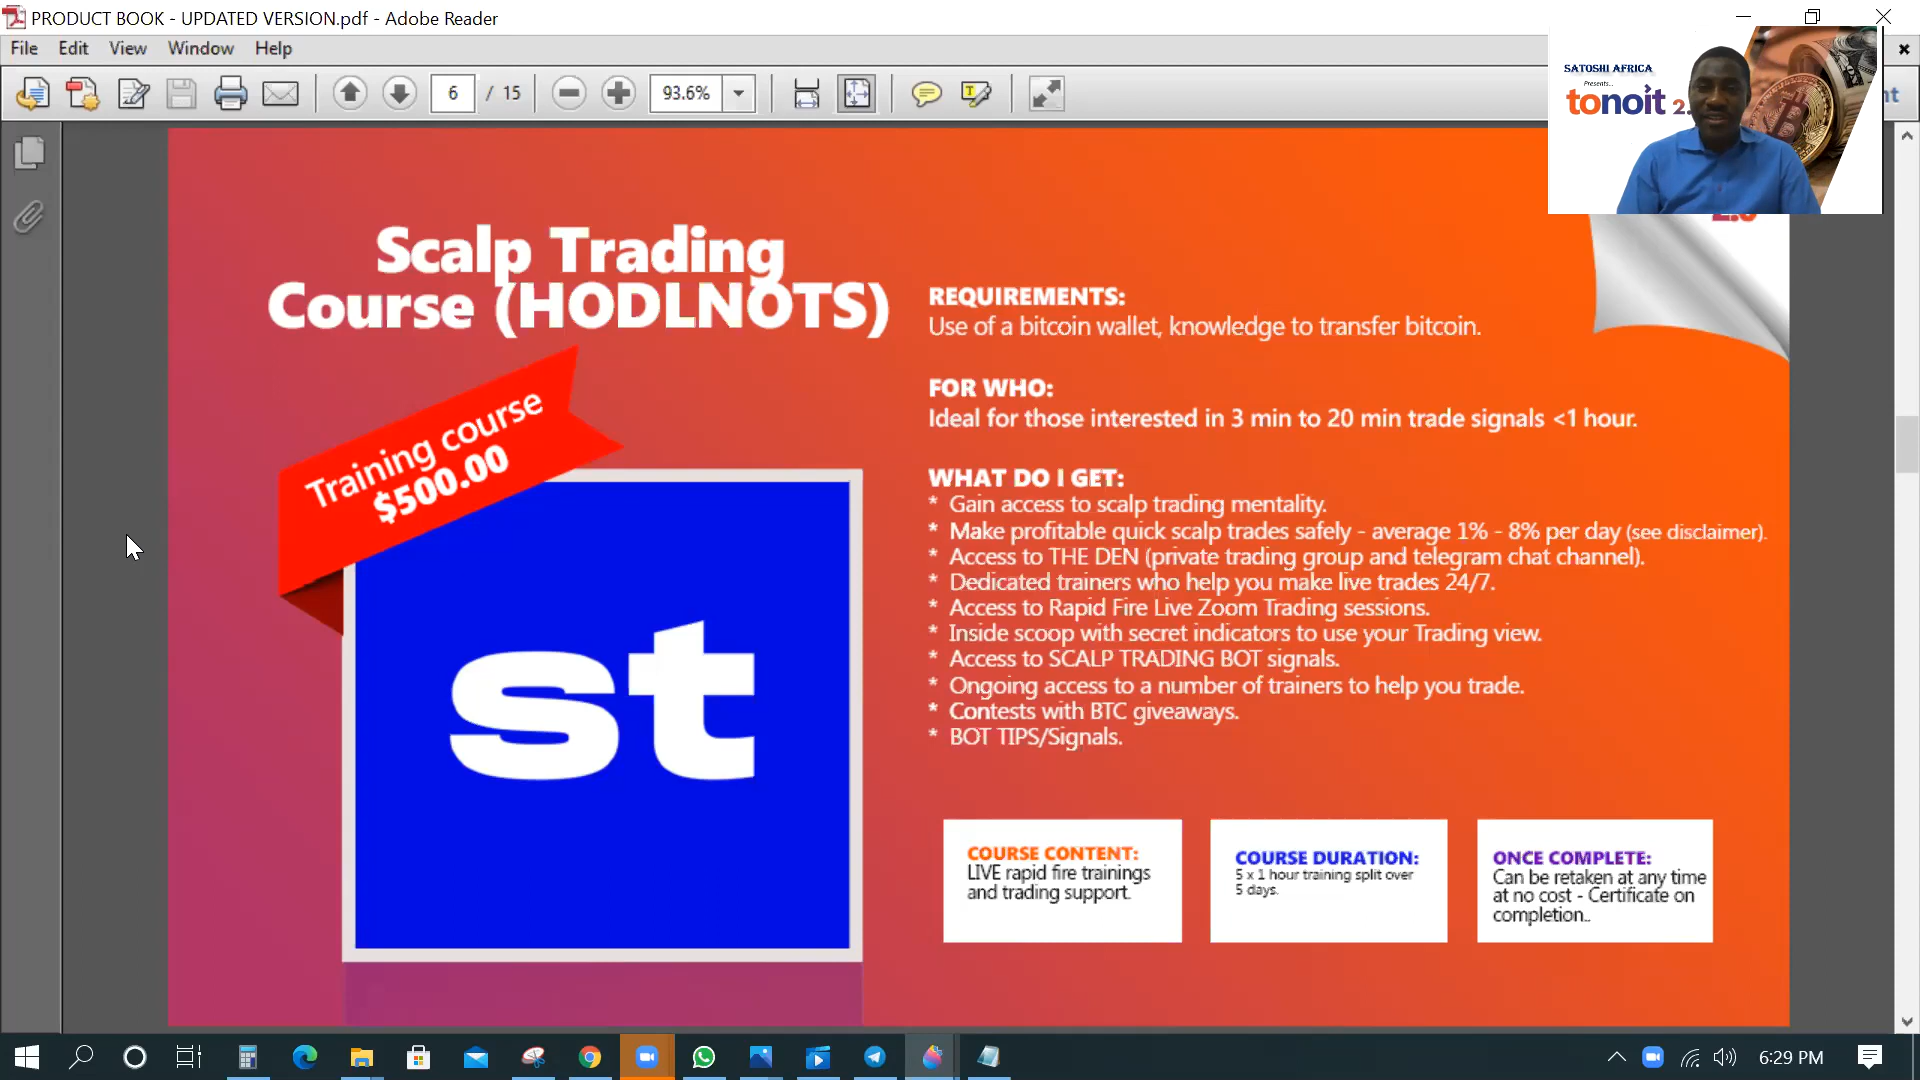 PRODUCT BOOK - UPDATED VERSION.pdf - Adobe Reader
File Edit View Window Help
6 / 15
93.6%
SATOSHI AFRICA
Presents...
tonoit 2.
nt
2.0
Scalp Trading
Course (HODLNOTS)
Training course
$500.00
st
REQUIREMENTS:
Use of a bitcoin wallet, knowledge to transfer bitcoin.
FOR WHO:
Ideal for those interested in 3 min to 20 min trade signals <1 hour.
WHAT DO I GET:
* Gain access to scalp trading mentality.
* Make profitable quick scalp trades safely - average 1% - 8% per day (see disclaimer).
* Access to THE DEN (private trading group and telegram chat channel).
* Dedicated trainers who help you make live trades 24/7.
* Access to Rapid Fire Live Zoom Trading sessions.
* Inside scoop with secret indicators to use your Trading view.
* Access to SCALP TRADING BOT signals.
* Ongoing access to a number of trainers to help you trade.
* Contests with BTC giveaways.
* BOT TIPS/Signals.
COURSE CONTENT:
LIVE rapid fire trainings
and trading support.
COURSE DURATION:
5 x 1 hour training split over
5 days.
ONCE COMPLETE:
Can be retaken at any time
at no cost - Certificate on
completion..
6:29 PM